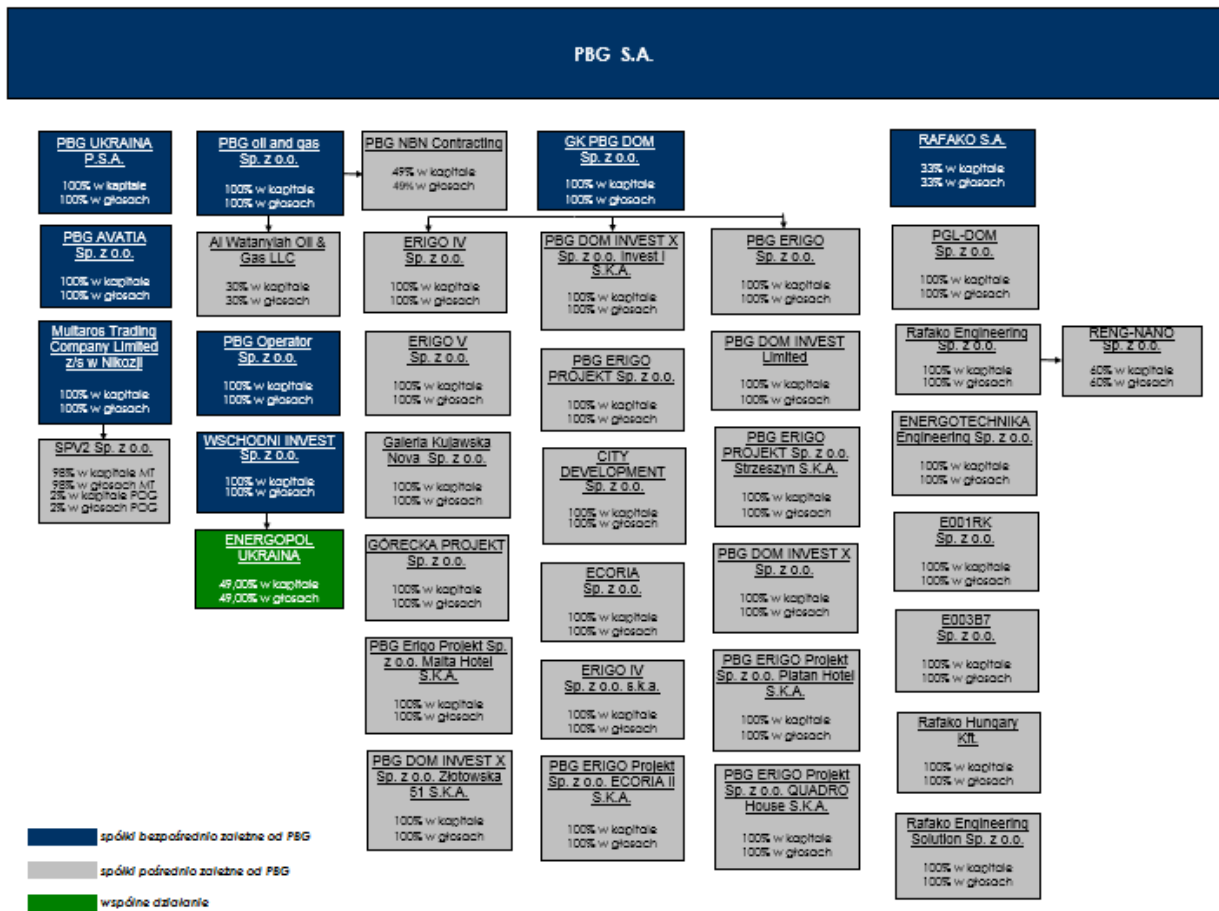 PBG S.A.
PBG UKRAINA
P.S.A.
100% w kapitale
100% w głosach
PBG AVATIA
Sp. z o.o.
100% w kapitale
100% w głosach
Multaros Trading
Company Limited
z/s w Nikozji
100% w kapitale
100% w głosach
SPV2 Sp. z o.o.
98% w kapitale MT
98% w głosach MT
2% w kapitale POG
2% w głosach POG
PBG oil and gas
Sp. z o.o.
100% w kapitale
100% w głosach
Al Watanyiah Oil &
Gas LLC
30% w kapitale
30% w głosach
PBG Operator
Sp. z o.o.
100% w kapitale
100% w głosach
WSCHODNI INVEST
Sp. z o.o.
100% w kapitale
100% w głosach
ENERGOPOL
UKRAINA
49,00% w kapitale
49,00% w głosach
PBG NBN Contracting
49% w kapitale
49% w głosach
GK PBG DOM
Sp. z o.o.
100% w kapitale
100% w głosach
ERIGO IV
Sp. z o.o.
100% w kapitale
100% w głosach
ERIGO V
Sp. z o.o.
100% w kapitale
100% w głosach
Galeria Kujawska
Nova Sp. z o.o.
100% w kapitale
100% w głosach
GÓRECKA PROJEKT
Sp. z o.o.
100% w kapitale
100% w głosach
PBG Erigo Projekt Sp.
z o.o. Malta Hotel
S.K.A.
100% w kapitale
100% w głosach
PBG DOM INVEST X
Sp. z o.o. Złotowska
51 S.K.A.
100% w kapitale
100% w głosach
PBG DOM INVEST X
Sp. z o.o. Invest I
S.K.A.
100% w kapitale
100% w głosach
PBG ERIGO
PROJEKT Sp. z o.o.
100% w kapitale
100% w głosach
CITY
DEVELOPMENT
Sp. z o.o.
100% w kapitale
100% w głosach
ECORIA
Sp. z o.o.
100% w kapitale
100% w głosach
ERIGO IV
Sp. z o.o. s.k.a.
100% w kapitale
100% w głosach
PBG ERIGO Projekt
Sp. z o.o. ECORIA II
S.K.A.
100% w kapitale
100% w głosach
PBG ERIGO
Sp. z o.o.
100% w kapitale
100% w głosach
PBG DOM INVEST
Limited
100% w kapitale
100% w głosach
PBG ERIGO
PROJEKT Sp. z o.o.
Strzeszyn S.K.A.
100% w kapitale
100% w głosach
PBG DOM INVEST X
Sp. z o.o.
100% w kapitale
100% w głosach
PBG ERIGO Projekt
Sp. z o.o. Platan Hotel
S.K.A.
100% w kapitale
100% w głosach
PBG ERIGO Projekt
Sp. z o.o. QUADRO
House S.K.A.
100% w kapitale
100% w głosach
RAFAKO S.A.
33% w kapitale
33% w głosach
PGL-DOM
Sp. z o.o.
100% w kapitale
100% w głosach
Rafako Engineering
Sp. z o.o.
100% w kapitale
100% w głosach
RENG-NANO
Sp. z o.o.
60% w kapitale
60% w głosach
ENERGOTECHNIKA
Engineering Sp. z o.o.
100% w kapitale
100% w głosach
E001RK
Sp. z o.o.
100% w kapitale
100% w głosach
E003B7
Sp. z o.o.
100% w kapitale
100% w głosach
Rafako Hungary
Kft.
100% w kapitale
100% w głosach
Rafako Engineering
Solution Sp. z o.o.
100% w kapitale
100% w głosach
spółki bezpośrednio zależne od PBG
spółki pośrednio zależne od PBG
wspólne działanie